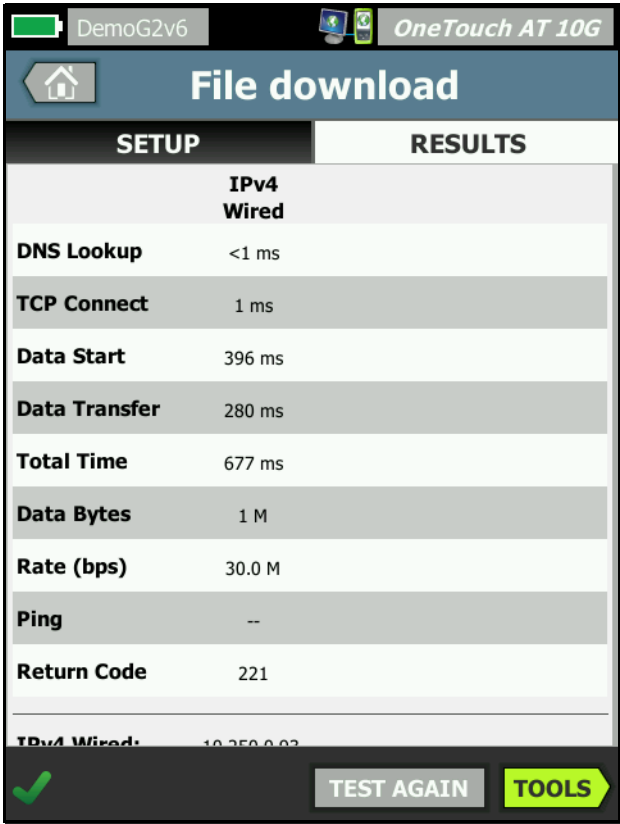 DemoG2v6 OneTouch AT 10G
File download
SETUP RESULTS
IPv4
Wired
DNS Lookup <1 ms
TCP Connect 1 ms
Data Start 396 ms
Data Transfer 280 ms
Total Time 677 ms
Data Bytes 1 M
Rate (bps) 30.0 M
Ping --
Return Code 221
IPv4 Wired:
TEST AGAIN TOOLS